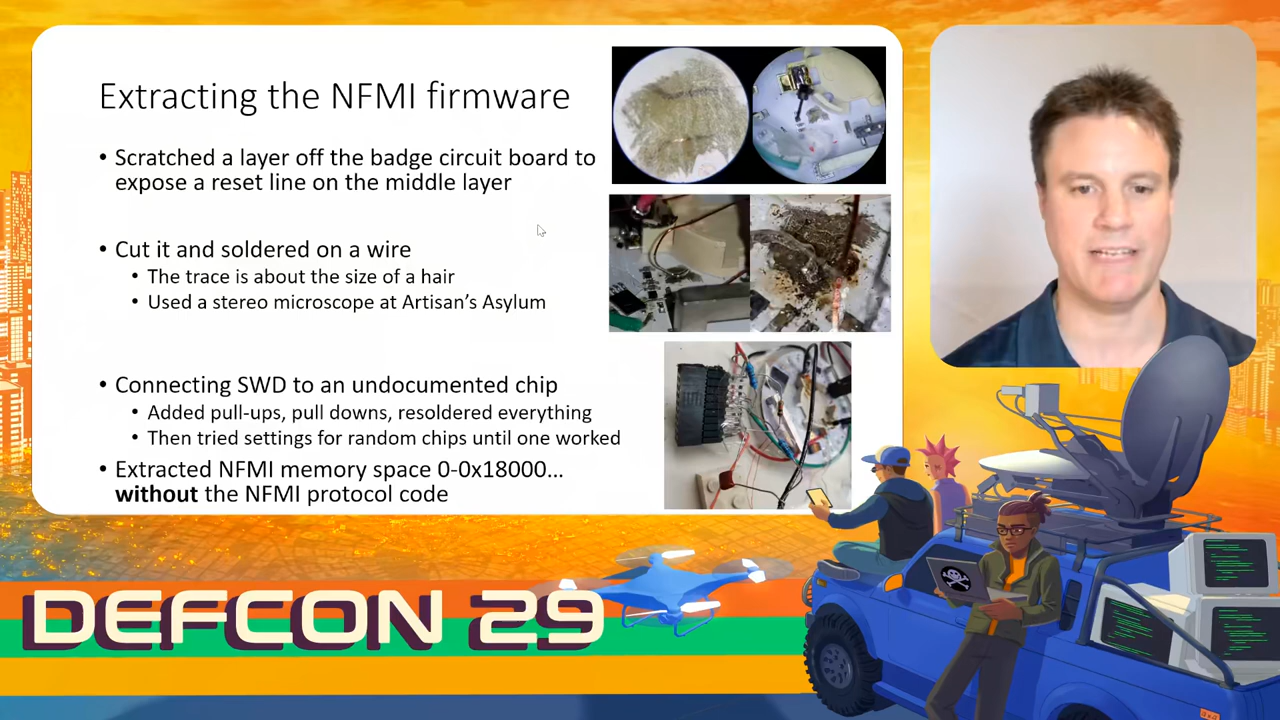 Extracting the NFMI firmware
• Scratched a layer off the badge circuit board to
expose a reset line on the middle layer
• Cut it and soldered on a wire
• The trace is about the size of a hair
• Used a stereo microscope at Artisan’s Asylum
• Connecting SWD to an undocumented chip
• Added pull-ups, pull downs, resoldered everything
• Then tried settings for random chips until one worked
• Extracted NFMI memory space 0-0x18000...
without the NFMI protocol code
DEFCON 29